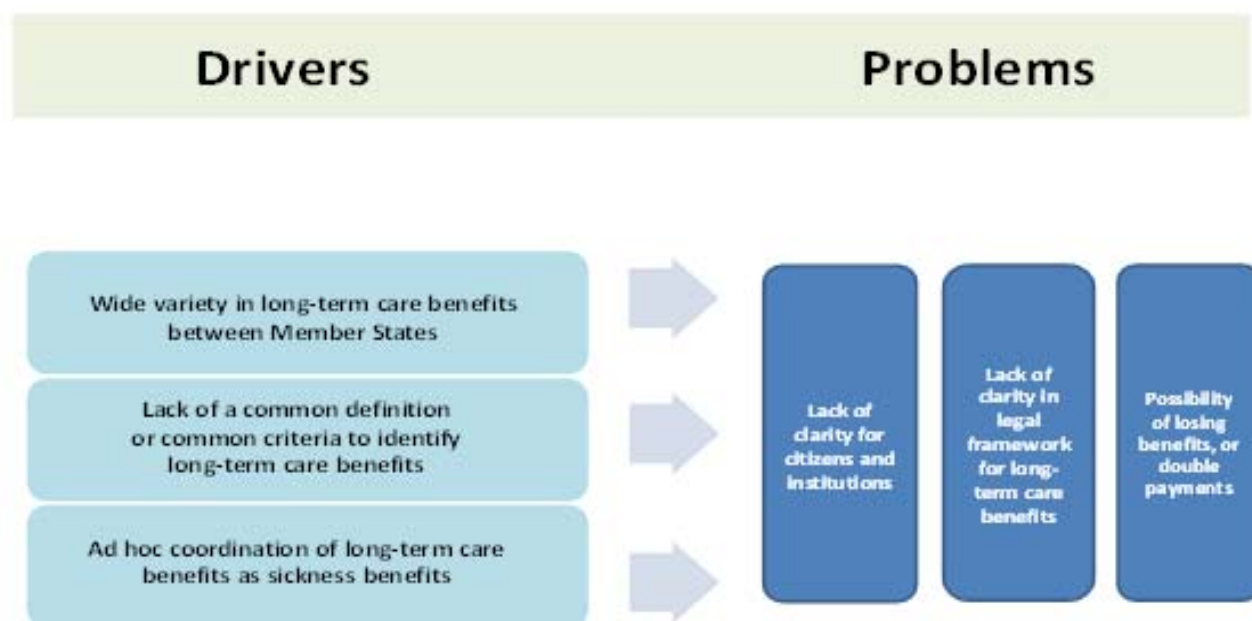 Drivers
Problems
Wide variety in long-term care benefits
between Member States
Lack of a common definition
or common criteria to identify
long-term care benefits
Ad hoc coordination of long-term care
benefits as sickness benefits
Lack of
clarity for
citizens and
institutions
Lack of
clarity in
legal
framework
for long-
term care
benefits
Possibility
of losing
benefits, or
double
payments